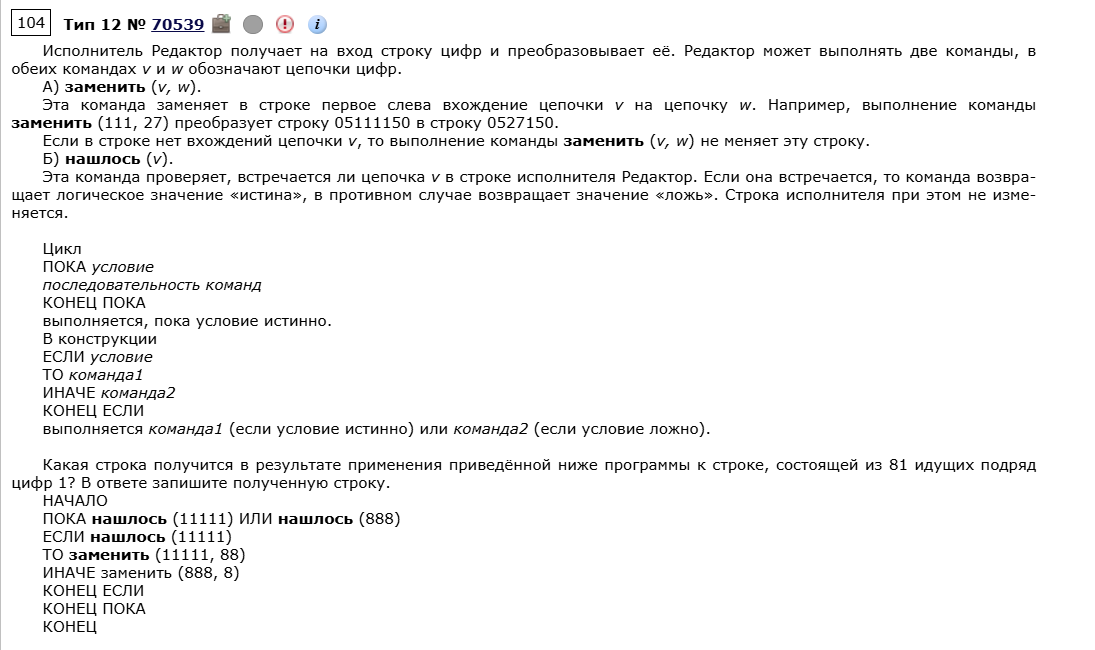 104 Тип 12 № 70539
Исполнитель Редактор получает на вход строку цифр и преобразовывает её. Редактор может выполнять две команды, в
обеих командах v и w обозначают цепочки цифр.
А) заменить (v, w).
Эта команда заменяет в строке первое слева вхождение цепочки v на цепочку w. Например, выполнение команды
заменить (111, 27) преобразует строку 05111150 в строку 0527150.
Если в строке нет вхождений цепочки v, то выполнение команды заменить (v, w) не меняет эту строку.
Б) нашлось (v).
Эта команда проверяет, встречается ли цепочка v в строке исполнителя Редактор. Если она встречается, то команда возвра-
щает логическое значение «истина», в противном случае возвращает значение «ложь». Строка исполнителя при этом не изме-
няется.
Цикл
ПОКА условие
последовательность команд
КОНЕЦ ПОКА
выполняется, пока условие истинно.
В конструкции
ЕСЛИ условие
ТО команда1
ИНАЧЕ команда2
КОНЕЦ ЕСЛИ
выполняется команда1 (если условие истинно) или команда2 (если условие ложно).
Какая строка получится в результате применения приведённой ниже программы к строке, состоящей из 81 идущих подряд
цифр 1? В ответе запишите полученную строку.
НАЧАЛО
ПОКА нашлось (11111) ИЛИ нашлось (888)
ЕСЛИ нашлось (11111)
ТО заменить (11111, 88)
ИНАЧЕ заменить (888, 8)
КОНЕЦ ЕСЛИ
КОНЕЦ ПОКА
КОНЕЦ